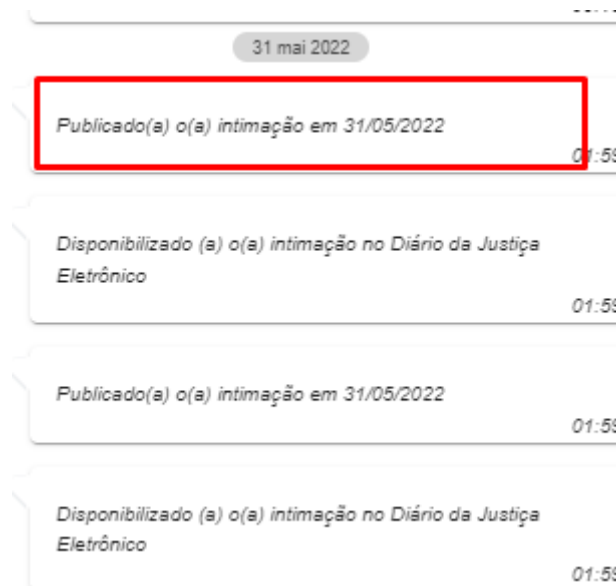 31 mai 2022
Publicado(a) o(a) intimação em 31/05/2022
Disponibilizado (a) o(a) intimação no Diário da Justiça
Eletrônico
Publicado(a) o(a) intimação em 31/05/2022
Disponibilizado (a) o(a) intimação no Diário da Justiça
Eletrônico